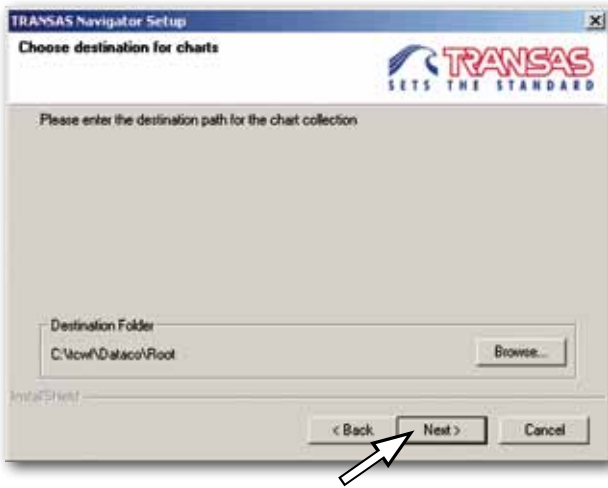 TRANSAS Navigator Setup
Choose destination for charts
TRANSAS
SETS THE STANDARD
Please enter the destination path for the chart collection
Destination Folder
C:\tcwf\Dataco\Root
Browse...
InstallShield
< Back
Next >
Cancel